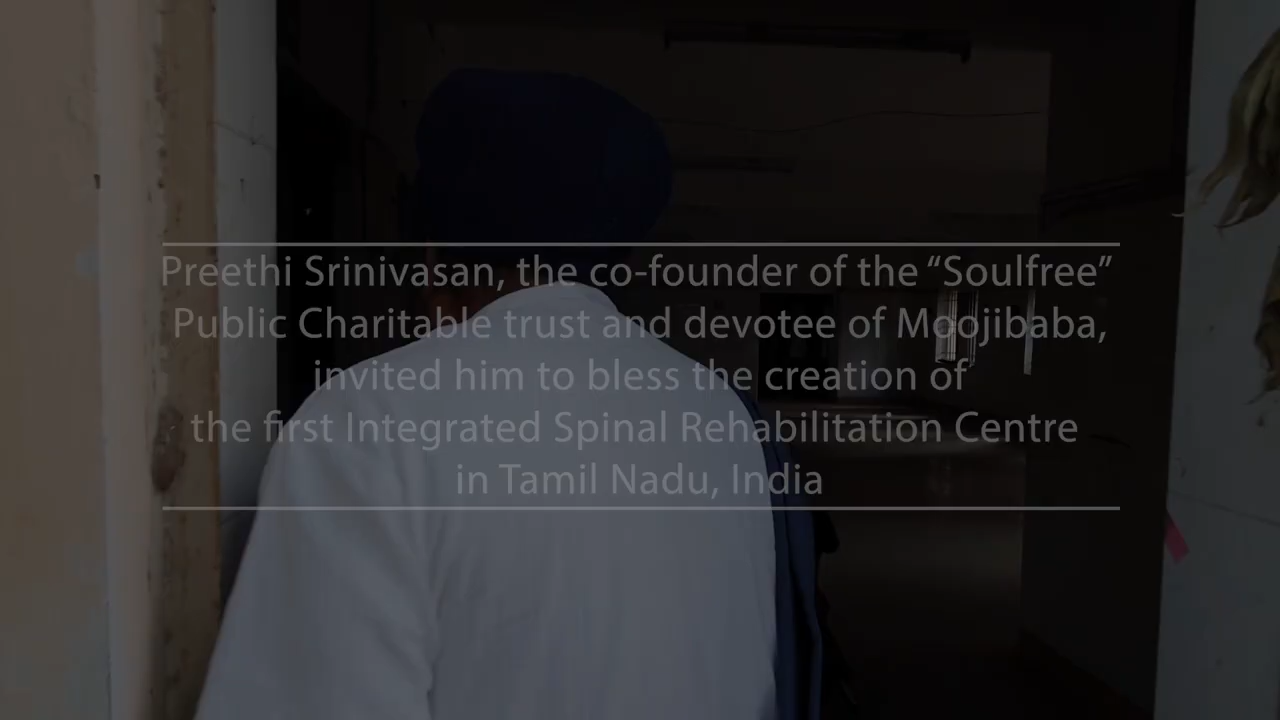 Preethi Srinivasan, the co-founder of the “Soulfree”
Public Charitable trust and devotee of Moojibaba,
invited him to bless the creation of
the first Integrated Spinal Rehabilitation Centre
in Tamil Nadu, India